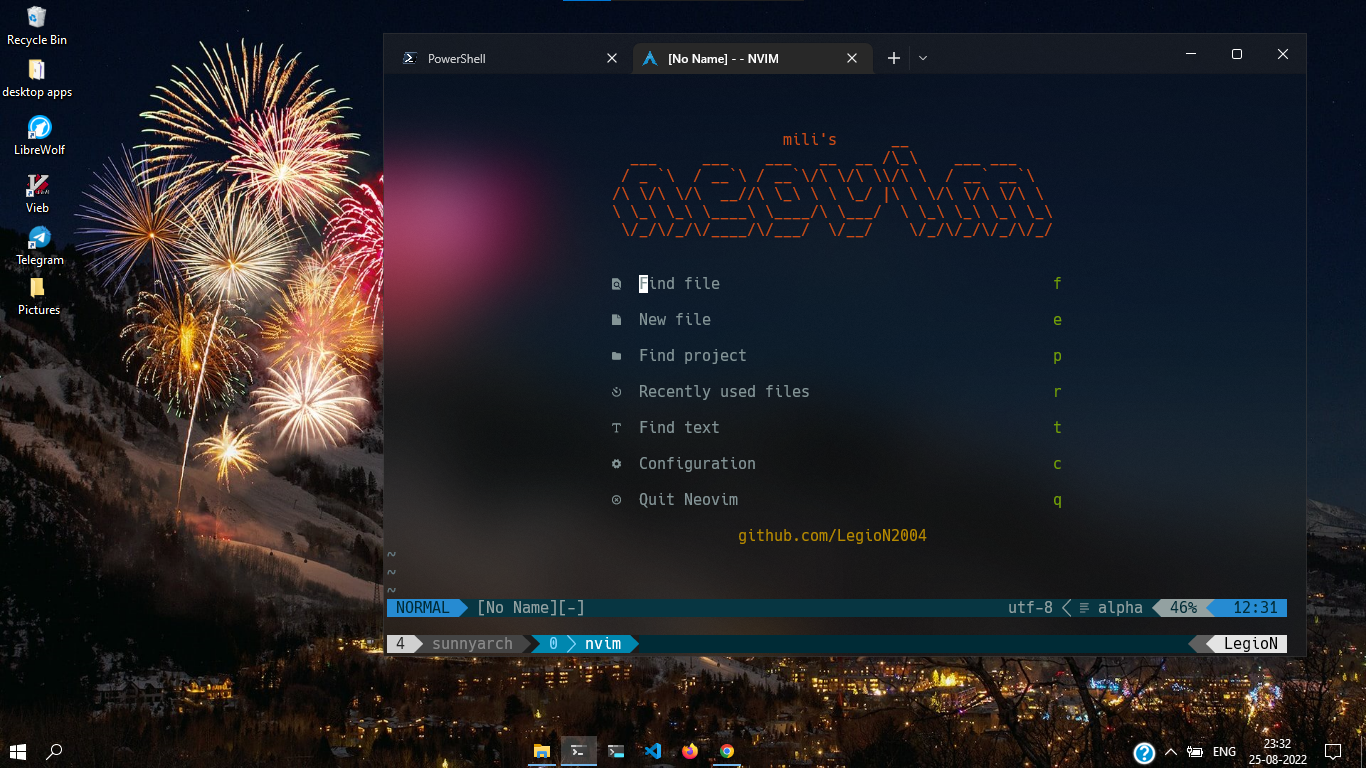 Recycle Bin
desktop apps
LibreWolf
Vieb
Telegram
Pictures
PowerShell
[No Name] - - NVIM
mili's
neovim
Find file f
New file e
Find project p
Recently used files r
Find text t
Configuration c
Quit Neovim q
github.com/LegioN2004
~
~
~
NORMAL [No Name][-] utf-8 ≡ alpha 46% 12:31
4 sunnyarch 0 nvim LegioN
ENG
23:32
25-08-2022